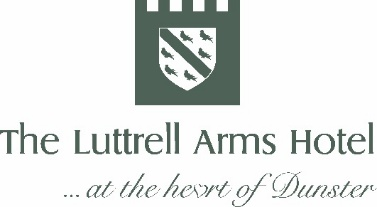 The Luttrell Arms Hotel
...at the heart of Dunster